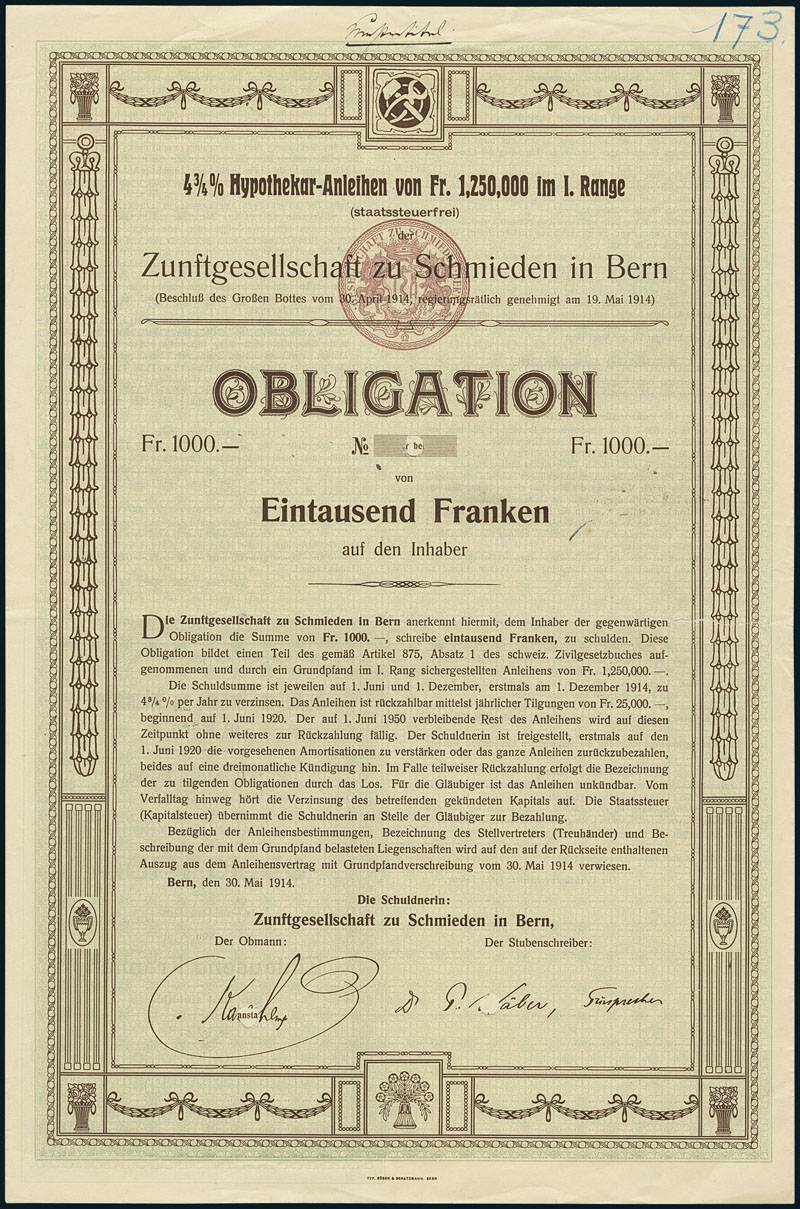 173.
4¾% Hypothekar-Anleihen von Fr. 1,250,000 im I. Range
(staatssteuerfrei)
der
Zunftgesellschaft zu Schmieden in Bern
(Beschluß des Großen Bottes vom 30. April 1914, regierungsrätlich genehmigt am 19. Mai 1914)
OBLIGATION
Fr. 1000.— № Fr. 1000.—
von
Eintausend Franken
auf den Inhaber
Die Zunftgesellschaft zu Schmieden in Bern anerkennt hiermit, dem Inhaber der gegenwärtigen
Obligation die Summe von Fr. 1000. —, schreibe eintausend Franken, zu schulden. Diese
Obligation bildet einen Teil des gemäß Artikel 875, Absatz 1 des schweiz. Zivilgesetzbuches auf-
genommenen und durch ein Grundpfand im I. Rang sichergestellten Anleihens von Fr. 1,250,000. —.
Die Schuldsumme ist jeweilen auf 1. Juni und 1. Dezember, erstmals am 1. Dezember 1914, zu
4¾% per Jahr zu verzinsen. Das Anleihen ist rückzahlbar mittelst jährlicher Tilgungen von Fr. 25,000. —,
beginnend auf 1. Juni 1920. Der auf 1. Juni 1950 verbleibende Rest des Anleihens wird auf diesen
Zeitpunkt ohne weiteres zur Rückzahlung fällig. Der Schuldnerin ist freigestellt, erstmals auf den
1. Juni 1920 die vorgesehenen Amortisationen zu verstärken oder das ganze Anleihen zurückzubezahlen,
beides auf eine dreimonatliche Kündigung hin. Im Falle teilweiser Rückzahlung erfolgt die Bezeichnung
der zu tilgenden Obligationen durch das Los. Für die Gläubiger ist das Anleihen unkündbar. Vom
Verfalltag hinweg hört die Verzinsung des betreffenden gekündeten Kapitals auf. Die Staatssteuer
(Kapitalsteuer) übernimmt die Schuldnerin an Stelle der Gläubiger zur Bezahlung.
Bezüglich der Anleihensbestimmungen, Bezeichnung des Stellvertreters (Treuhänder) und Be-
schreibung der mit dem Grundpfand belasteten Liegenschaften wird auf den auf der Rückseite enthaltenen
Auszug aus dem Anleihensvertrag mit Grundpfandverschreibung vom 30. Mai 1914 verwiesen.
Bern, den 30. Mai 1914.
Die Schuldnerin:
Zunftgesellschaft zu Schmieden in Bern,
Der Obmann: Der Stubenschreiber:
Fürsprecher
TYP. RÖSCH & SCHATZMANN, BERN